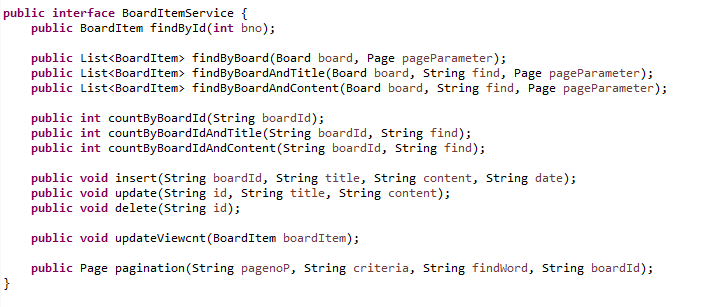 public interface BoardItemService {
public BoardItem findById(int bno);
public List<BoardItem> findByBoard(Board board, Page pageParameter);
public List<BoardItem> findByBoardAndTitle(Board board, String find, Page pageParameter);
public List<BoardItem> findByBoardAndContent(Board board, String find, Page pageParameter);
public int countByBoardId(String boardId);
public int countByBoardIdAndTitle(String boardId, String find);
public int countByBoardIdAndContent(String boardId, String find);
public void insert(String boardId, String title, String content, String date);
public void update(String id, String title, String content);
public void delete(String id);
public void updateViewcnt(BoardItem boardItem);
public Page pagination(String pagenoP, String criteria, String findWord, String boardId);
}